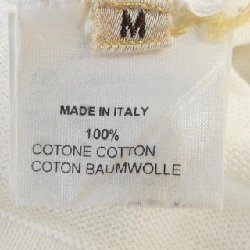 M
MADE IN ITALY
100%
COTONE COTTON
COTON BAUMWOLLE